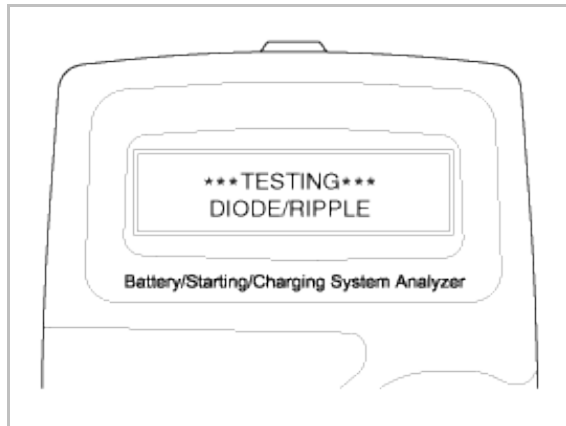 ***TESTING***
DIODE/RIPPLE
Battery/Starting/Charging System Analyzer